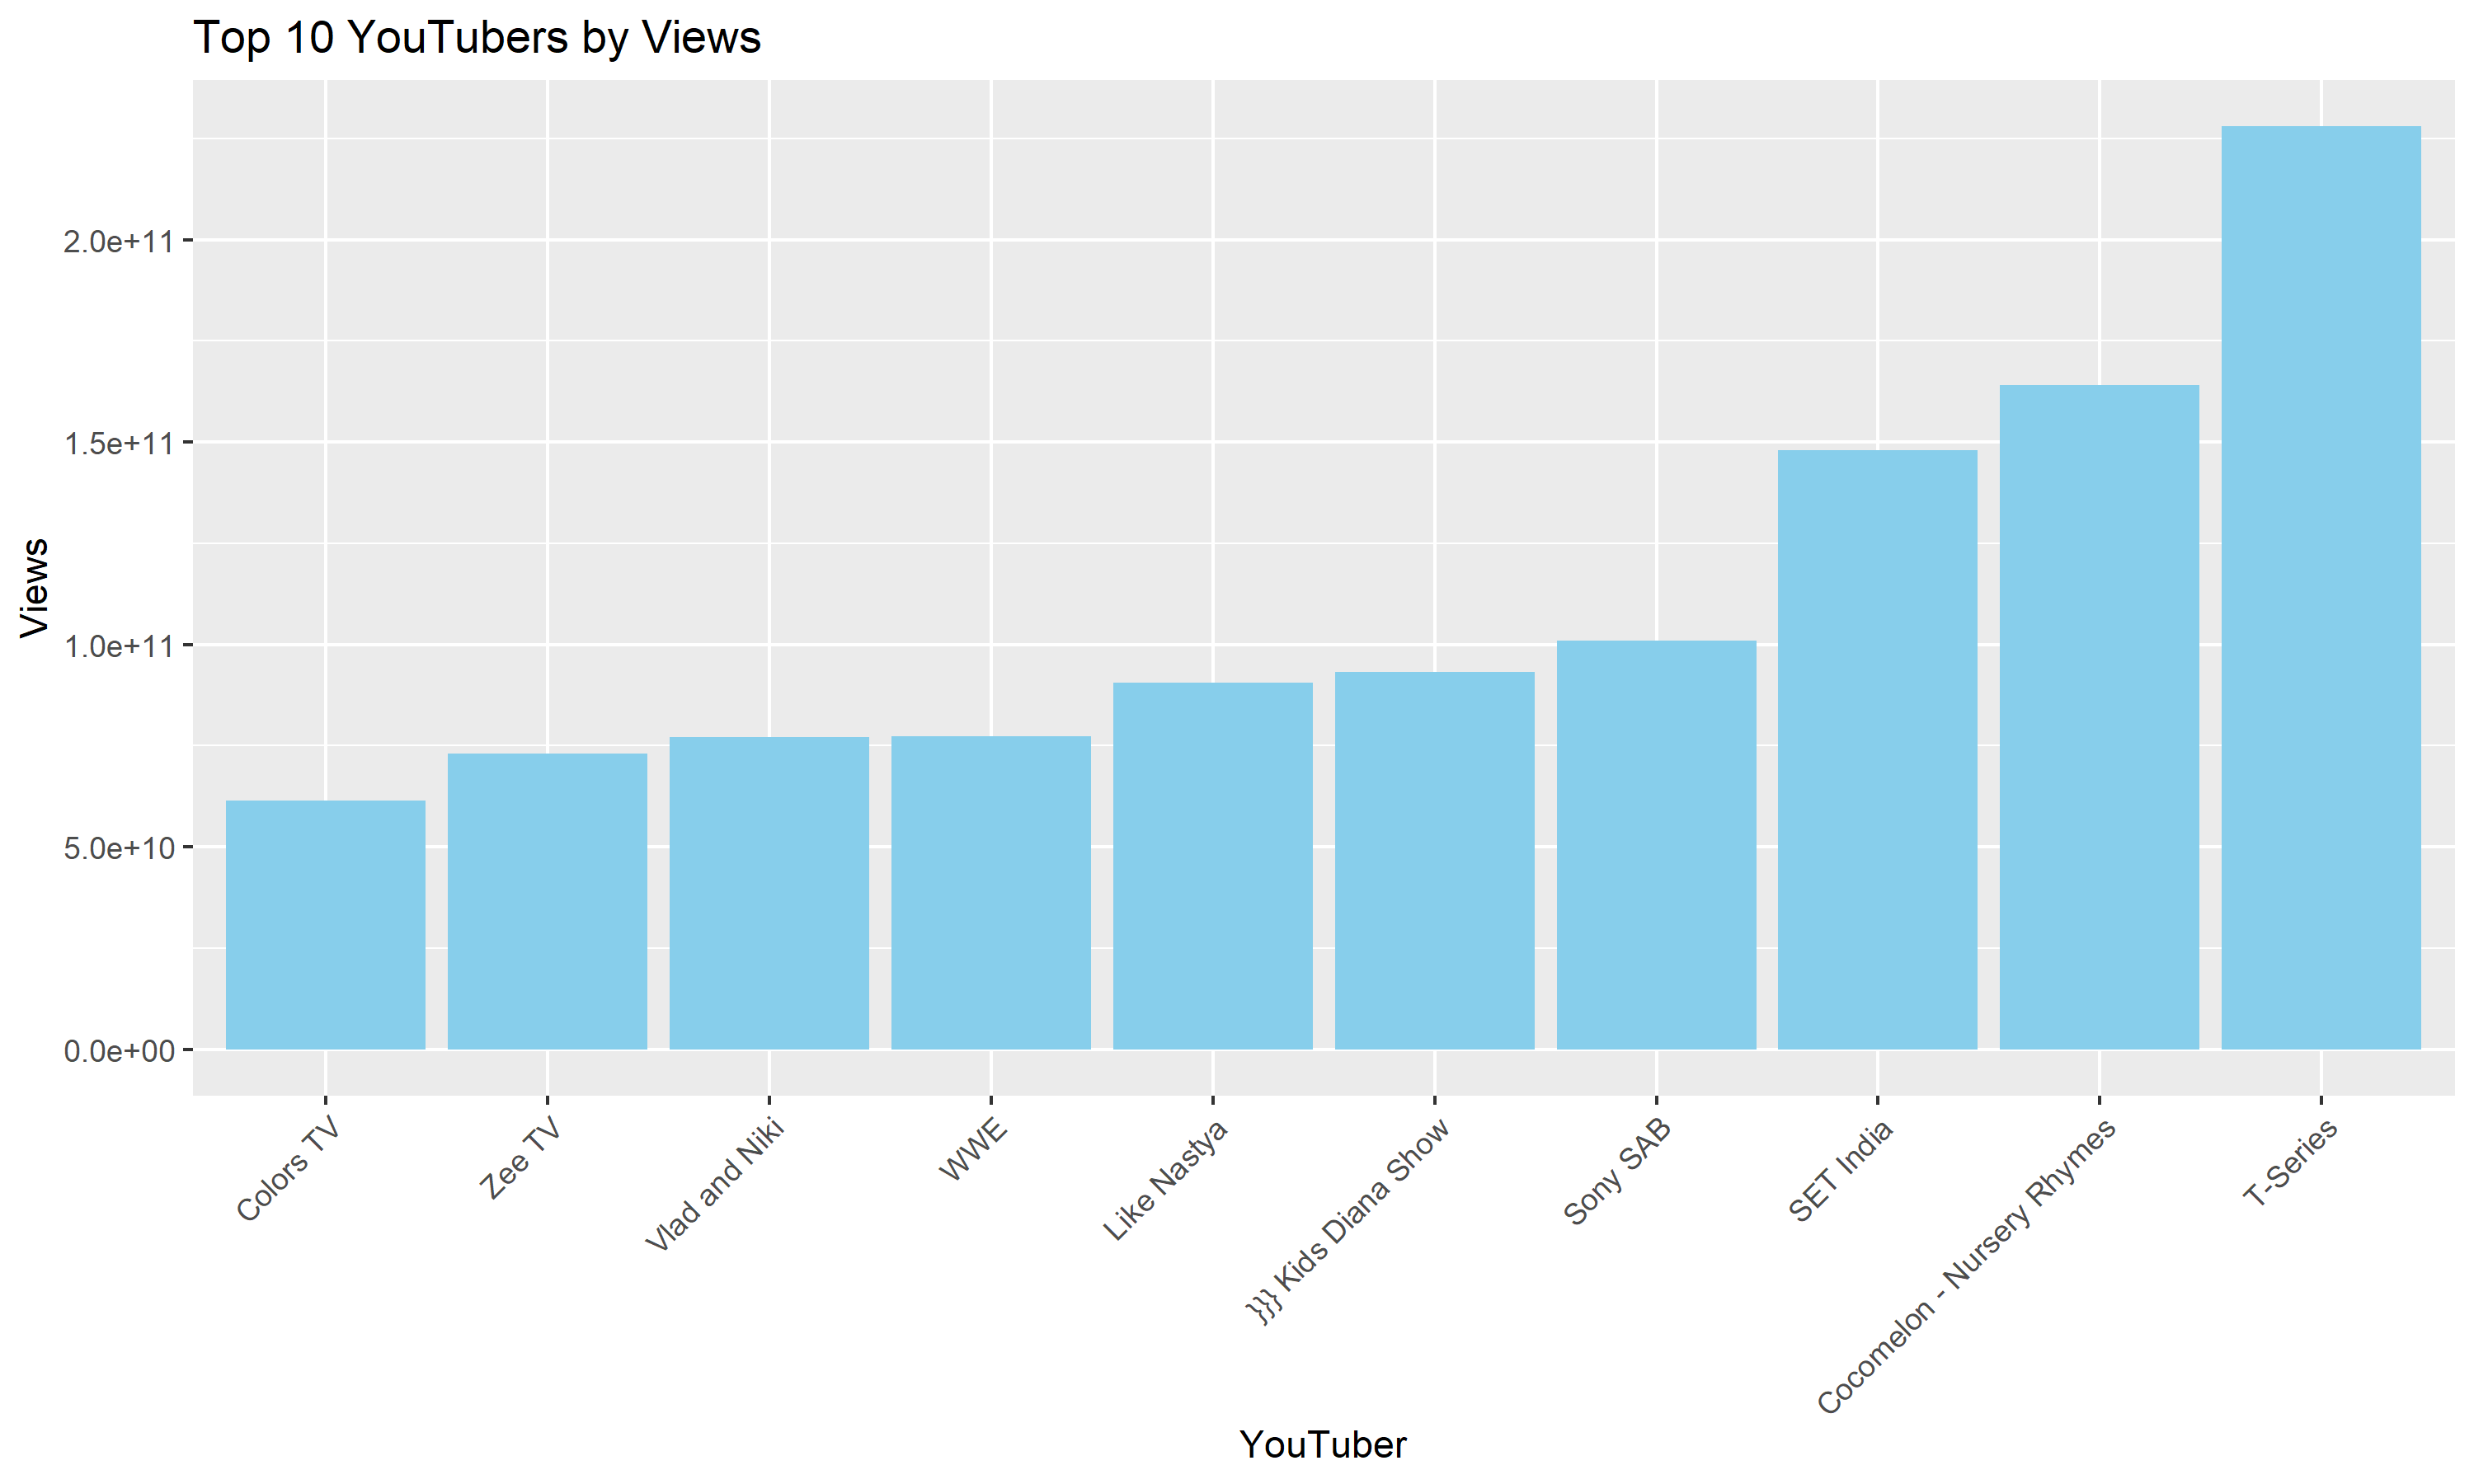 Top 10 YouTubers by Views
Views
2.0e+11
1.5e+11
1.0e+11
5.0e+10
0.0e+00
Colors TV
Zee TV
Vlad and Niki
WWE
Like Nastya
ýýý Kids Diana Show
Sony SAB
SET India
Cocomelon - Nursery Rhymes
T-Series
YouTuber